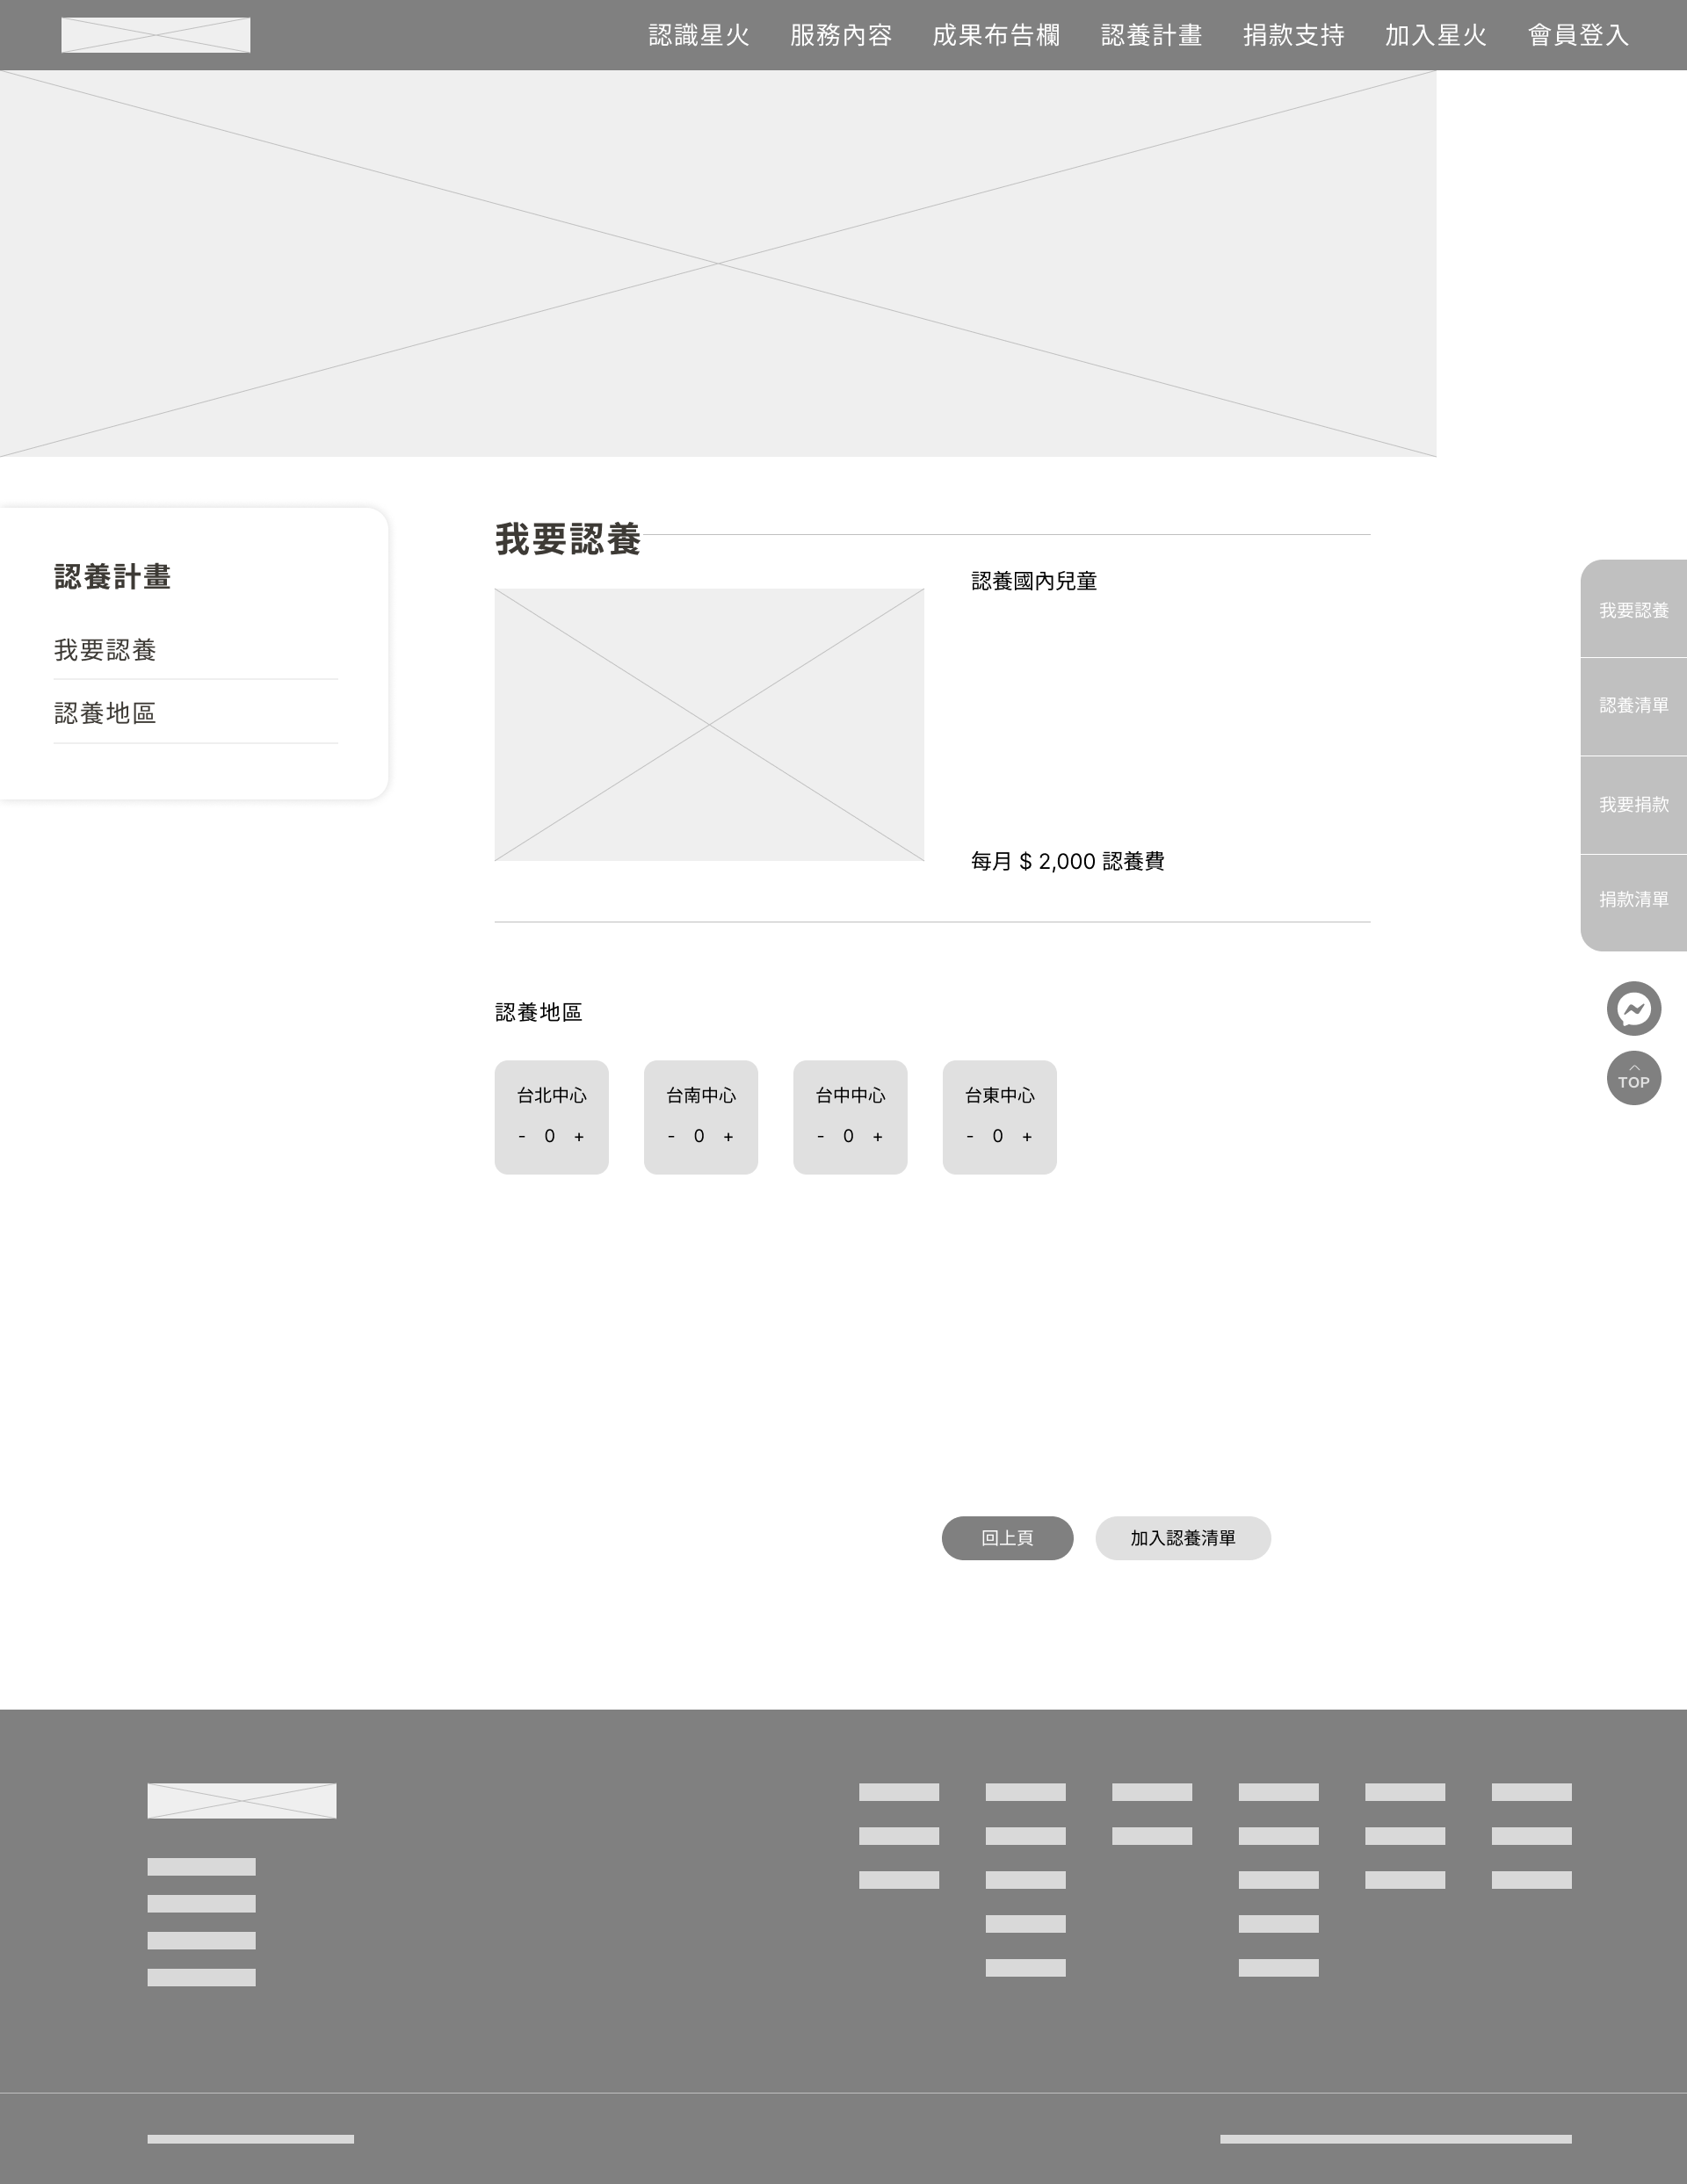 認識星火 服務內容 成果布告欄 認養計畫 捐款支持 加入星火 會員登入
認養計畫
我要認養
認養地區
我要認養
認養國內兒童
每月 $ 2,000 認養費
認養地區
台北中心 台南中心 台中中心 台東中心
- 0 + - 0 + - 0 + - 0 +
回上頁 加入認養清單
我要認養
認養清單
我要捐款
捐款清單
TOP